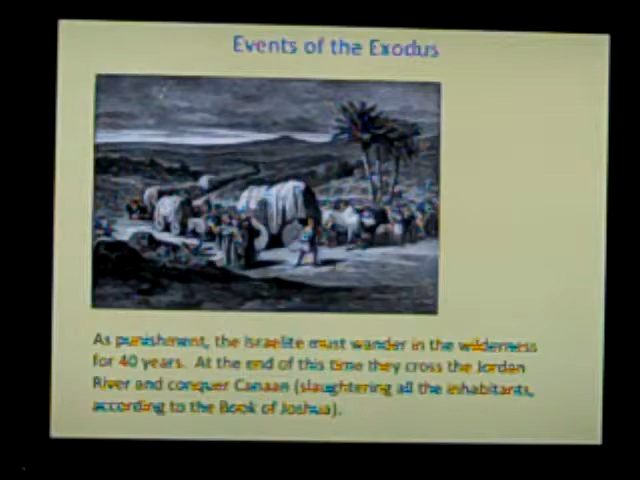 Events of the Exodus
As punishment, the Israelite must wander in the wilderness
for 40 years.  At the end of this time they cross the Jordan
River and conquer Canaan (slaughtering all the inhabitants,
according to the Book of Joshua).